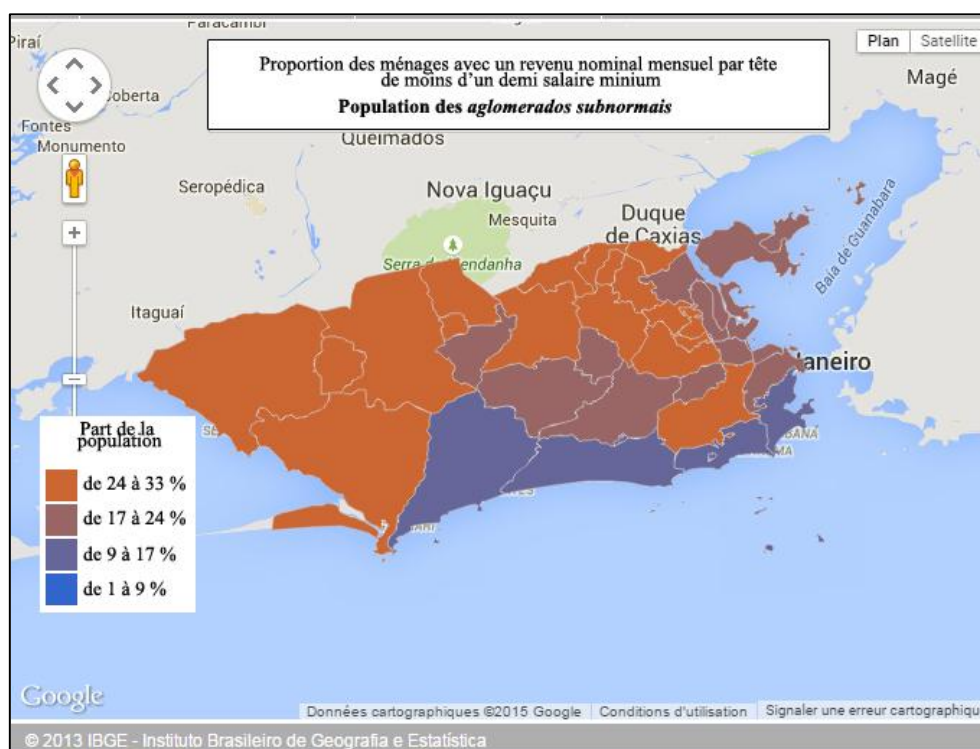 Paracambi
Piraí
Proportion des ménages avec un revenu nominal mensuel par tête
de moins d'un demi salaire minium
Population des aglomerados subnormais
Plan
Satellite
Magé
Fontes
Monumento
Queimados
Seropédica
Nova Iguaçu
Mesquita
Duque
de Caxias
Baía de Guanabara
Itaguaí
Janeiro
Part de la
population
de 24 à 33 %
de 17 à 24 %
de 9 à 17 %
de 1 à 9 %
Google
Données cartographiques ©2015 Google
Conditions d'utilisation
Signaler une erreur cartographiqu
© 2013 IBGE - Instituto Brasileiro de Geografia e Estatística